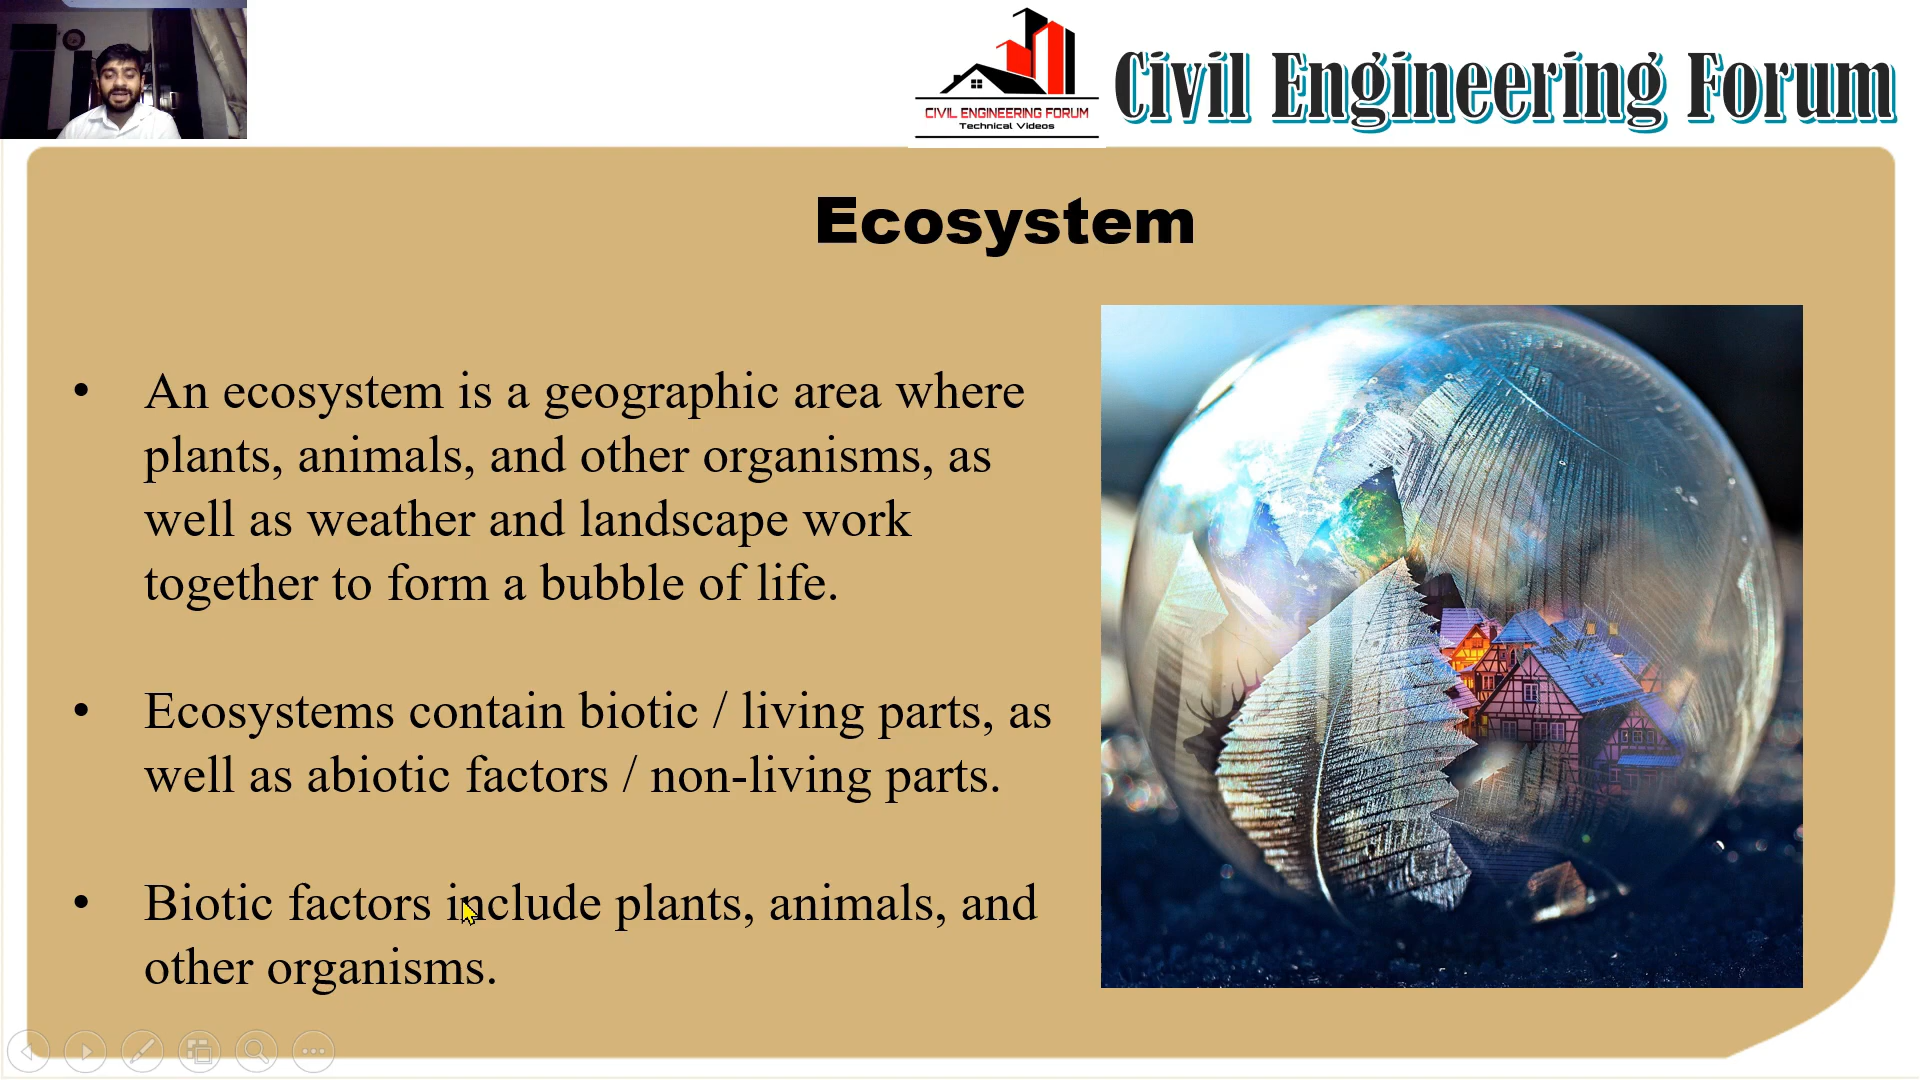 CIVIL ENGINEERING FORUM
Technical Videos
Civil Engineering Forum
Ecosystem
• An ecosystem is a geographic area where
plants, animals, and other organisms, as
well as weather and landscape work
together to form a bubble of life.
• Ecosystems contain biotic / living parts, as
well as abiotic factors / non-living parts.
• Biotic factors include plants, animals, and
other organisms.